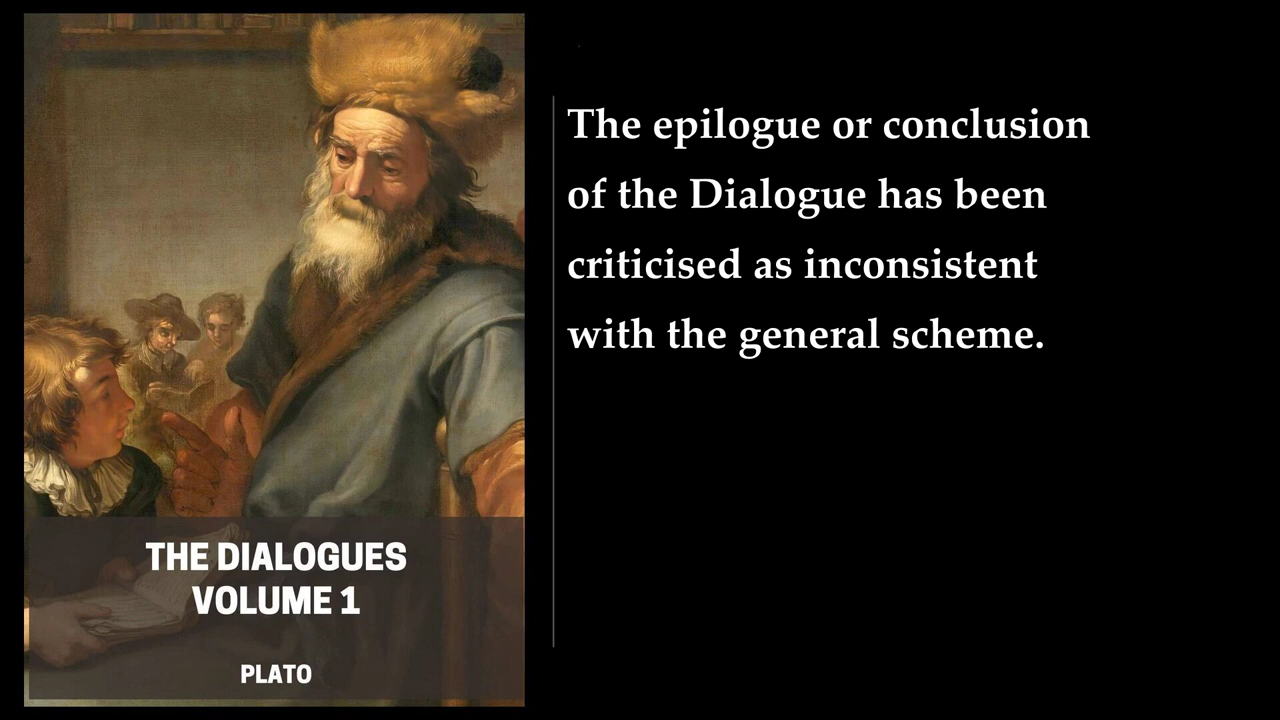 The epilogue or conclusion
of the Dialogue has been
criticised as inconsistent
with the general scheme.
THE DIALOGUES
VOLUME 1
PLATO